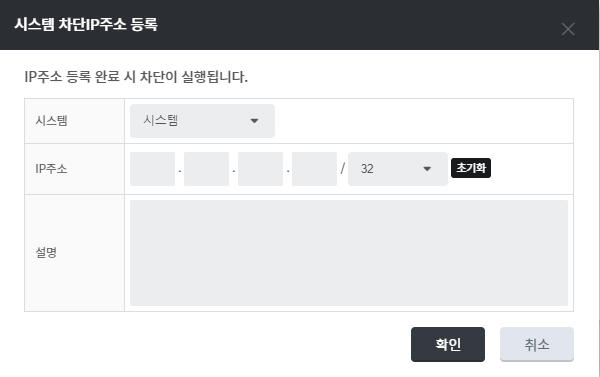 시스템 차단IP주소 등록
IP주소 등록 완료 시 차단이 실행됩니다.
시스템 시스템
IP주소 . . . / 32 초기화
설명
확인 취소